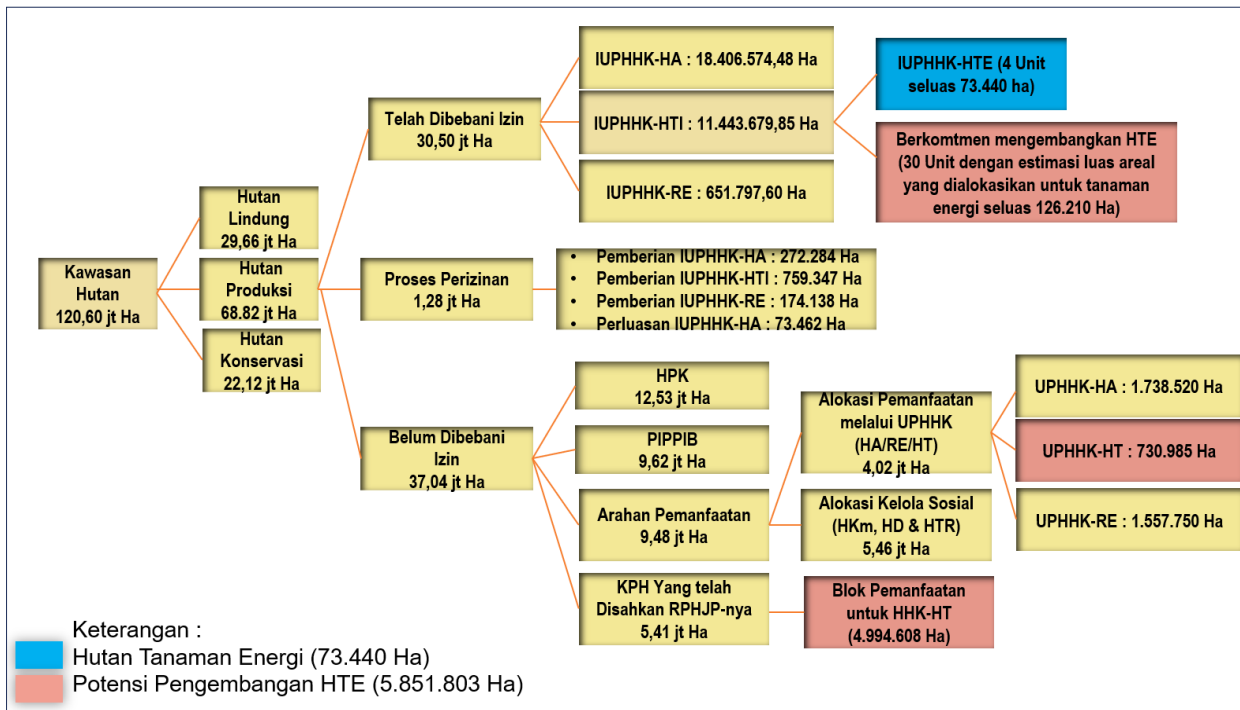 Kawasan
Hutan
120,60 jt Ha
Hutan
Lindung
29,66 jt Ha
Hutan
Produksi
68.82 jt Ha
Hutan
Konservasi
22,12 jt Ha
Telah Dibebani Izin
30,50 jt Ha
IUPHHK-HA : 18.406.574,48 Ha
IUPHHK-HTI : 11.443.679,85 Ha
IUPHHK-RE : 651.797,60 Ha
IUPHHK-HTE (4 Unit
seluas 73.440 ha)
Berkomtmen mengembangkan HTE
(30 Unit dengan estimasi luas areal
yang dialokasikan untuk tanaman
energi seluas 126.210 Ha)
Proses Perizinan
1,28 jt Ha
• Pemberian IUPHHK-HA : 272.284 Ha
• Pemberian IUPHHK-HTI : 759.347 Ha
• Pemberian IUPHHK-RE : 174.138 Ha
• Perluasan IUPHHK-HA : 73.462 Ha
Belum Dibebani
Izin
37,04 jt Ha
HPK
12,53 jt Ha
PIPPIB
9,62 jt Ha
Arahan Pemanfaatan
9,48 jt Ha
KPH Yang telah
Disahkan RPHJP-nya
5,41 jt Ha
Alokasi Pemanfaatan
melalui UPHHK
(HA/RE/HT)
4,02 jt Ha
Alokasi Kelola Sosial
(HKm, HD & HTR)
5,46 jt Ha
Blok Pemanfaatan
untuk HHK-HT
(4.994.608 Ha)
UPHHK-HA : 1.738.520 Ha
UPHHK-HT : 730.985 Ha
UPHHK-RE : 1.557.750 Ha
Keterangan :
Hutan Tanaman Energi (73.440 Ha)
Potensi Pengembangan HTE (5.851.803 Ha)